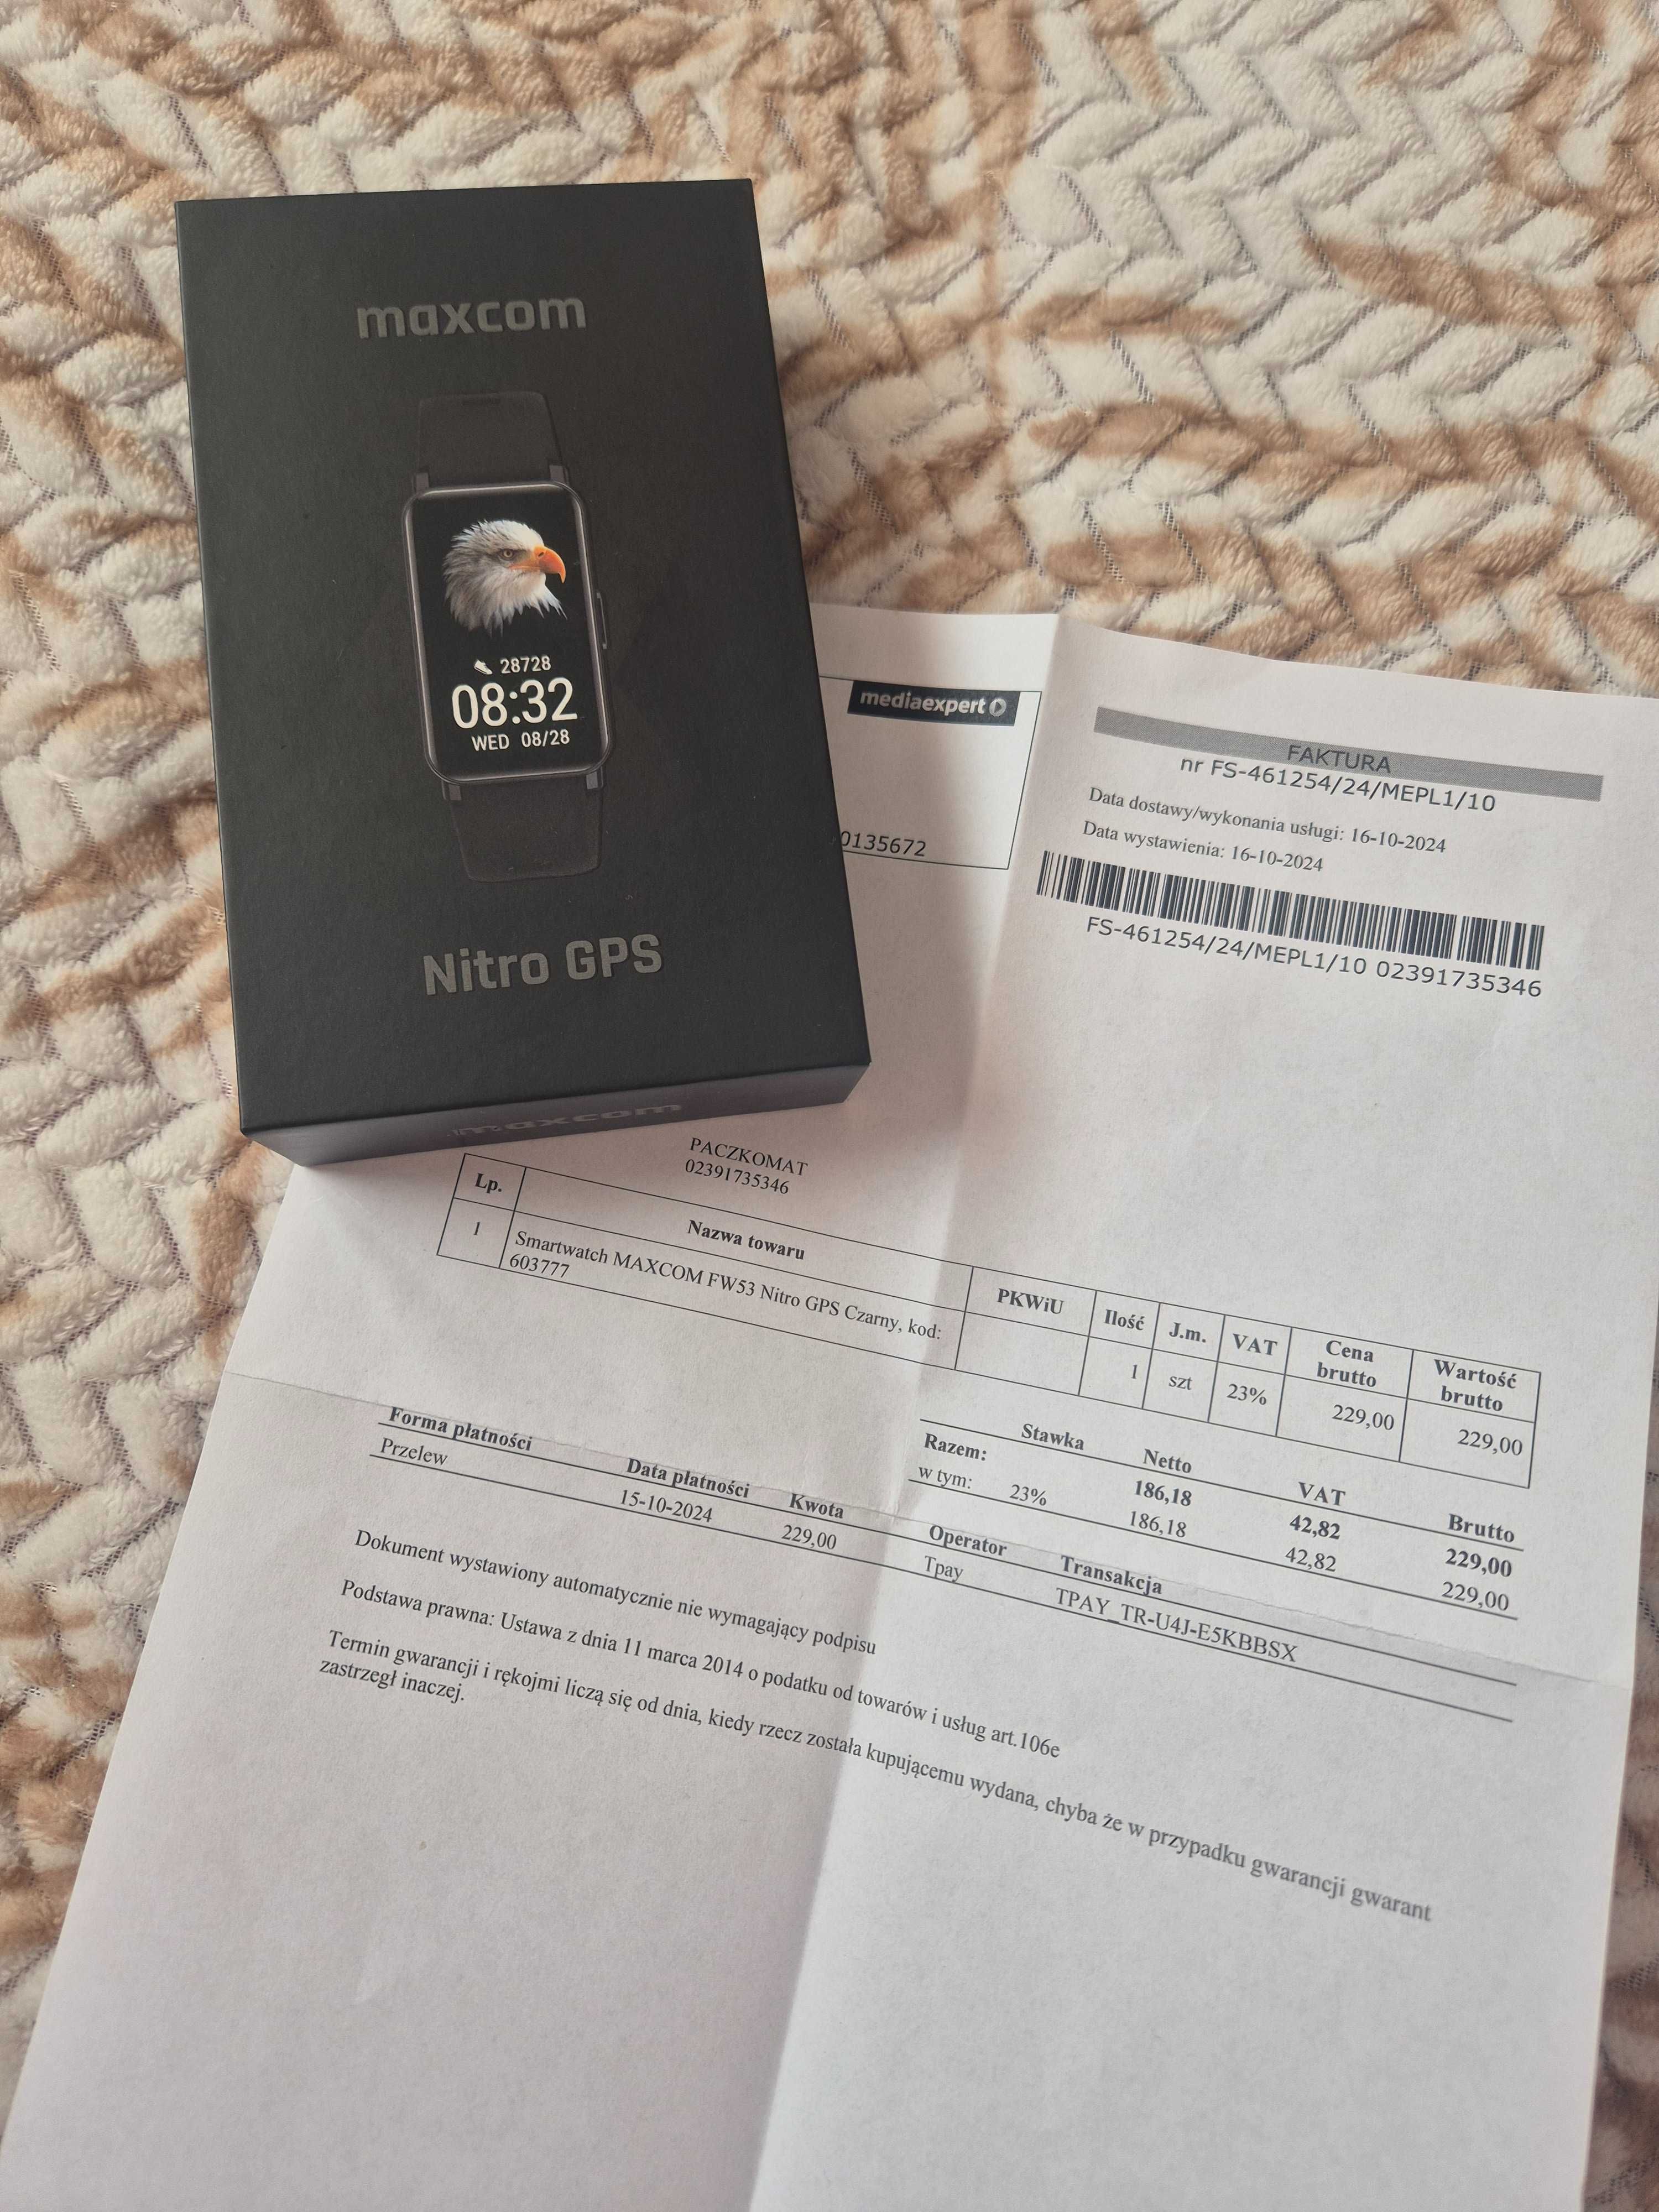 maxcom
28728
08:32
WED 08/28
Nitro GPS
maxcom
mediaexpert
0135672
FAKTURA
nr FS-461254/24/MEPL1/10
Data dostawy/wykonania usługi: 16-10-2024
Data wystawienia: 16-10-2024
FS-461254/24/MEPL1/10 02391735346
PACZKOMAT
02391735346
Lp. Nazwa towaru PKWiU Ilość J.m. VAT Cena brutto Wartość brutto
1 Smartwatch MAXCOM FW53 Nitro GPS Czarny, kod: 1 szt 23% 229,00 229,00
603777
Stawka Netto VAT Brutto
Razem: 186,18 42,82 229,00
w tym: 23% 186,18 42,82 229,00
Forma płatności Data płatności Kwota Operator Transakcja
Przelew 15-10-2024 229,00 Tpay TPAY_TR-U4J-E5KBBSX
Dokument wystawiony automatycznie nie wymagający podpisu
Podstawa prawna: Ustawa z dnia 11 marca 2014 o podatku od towarów i usług art.106e
Termin gwarancji i rękojmi liczą się od dnia, kiedy rzecz została kupującemu wydana, chyba że w przypadku gwarancji gwarant
zastrzegł inaczej.